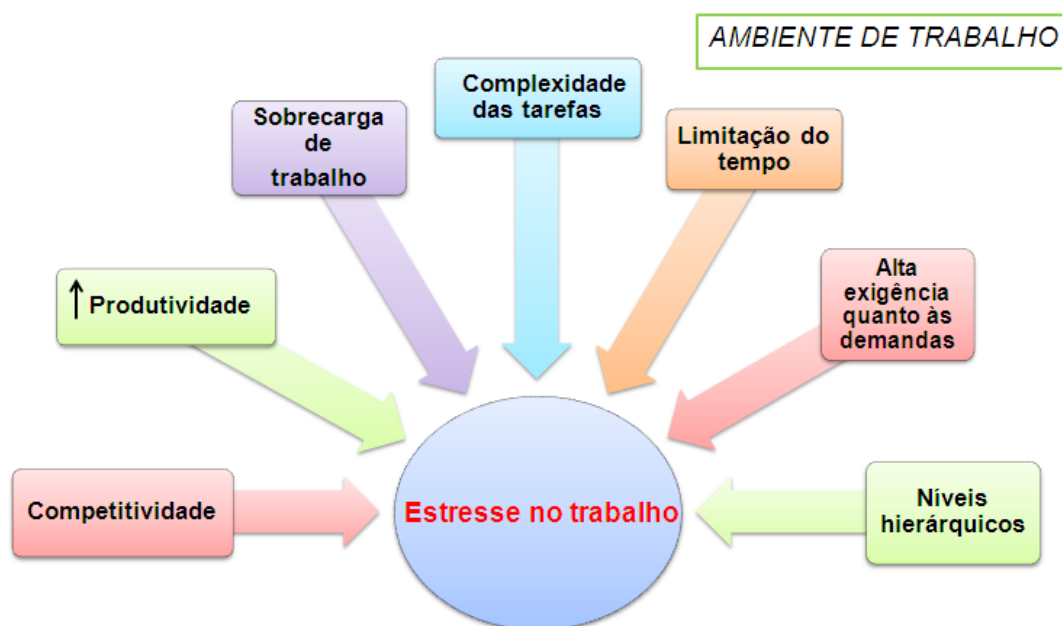 AMBIENTE DE TRABALHO
Complexidade
das tarefas
Sobrecarga
de
trabalho
Limitação do
tempo
Alta
exigência
quanto às
demandas
↑ Produtividade
Competitividade
Estresse no trabalho
Níveis
hierárquicos